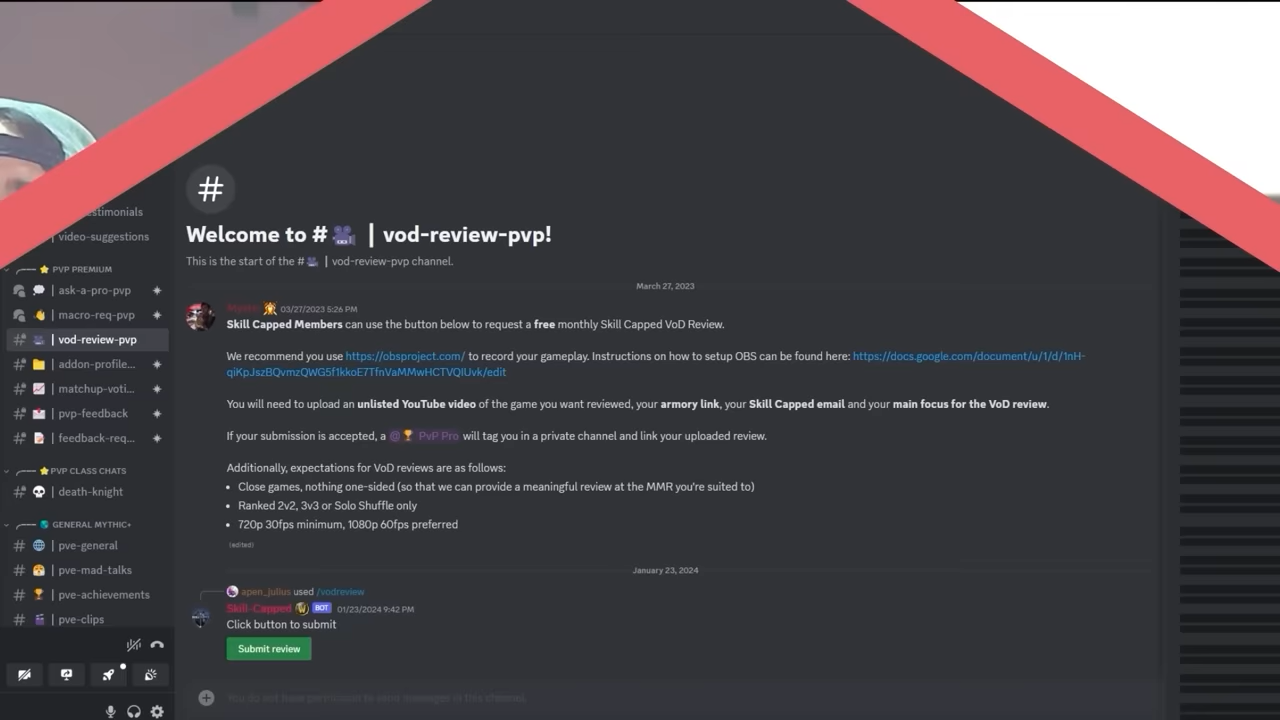 estimonials
video-suggestions
PVP PREMIUM
| ask-a-pro-pvp
| macro-req-pvp
| vod-review-pvp
| addon-profile...
| matchup-voti...
| pvp-feedback
| feedback-req...
PVP CLASS CHATS
| death-knight
GENERAL MYTHIC+
| pve-general
| pve-mad-talks
| pve-achievements
| pve-clips
#
Welcome to # | vod-review-pvp!
This is the start of the # | vod-review-pvp channel.
March 27, 2023
03/27/2023 5:26 PM
Skill Capped Members can use the button below to request a free monthly Skill Capped VoD Review.
We recommend you use https://obsproject.com/ to record your gameplay. Instructions on how to setup OBS can be found here: https://docs.google.com/document/u/1/d/1nH-
qiKpJszBQvmzQWG5f1kkoE7TfnVaMMwHCTVQIUvk/edit
You will need to upload an unlisted YouTube video of the game you want reviewed, your armory link, your Skill Capped email and your main focus for the VoD review.
If your submission is accepted, a @ PvP Pro will tag you in a private channel and link your uploaded review.
Additionally, expectations for VoD reviews are as follows:
• Close games, nothing one-sided (so that we can provide a meaningful review at the MMR you're suited to)
• Ranked 2v2, 3v3 or Solo Shuffle only
• 720p 30fps minimum, 1080p 60fps preferred
(edited)
January 23, 2024
apen_julius used /vodreview
Skill-Capped BOT 01/23/2024 9:42 PM
Click button to submit
Submit review
You do not have permission to send messages in this channel.